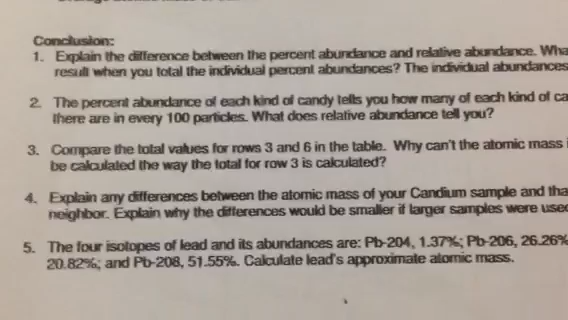 Conclusion:
1. Explain the difference between the percent abundance and relative abundance.
result when you total the individual percent abundances? The individual abundances
2. The percent abundance of each kind of candy tells you how many of each kind of
there are in every 100 particles. What does relative abundance tell you?
3. Compare the total values for rows 3 and 6 in the table. Why can't the atomic mass
be calculated the way the total for row 3 is calculated?
4. Explain any differences between the atomic mass of your Candium sample and
neighbor. Explain why the differences would be smaller if larger samples were
5. The four isotopes of lead and its abundances are: Pb-204, 1.37%; Pb-206, 26.26%
20.82%; and Pb-208, 51.55%. Calculate lead's approximate atomic mass.